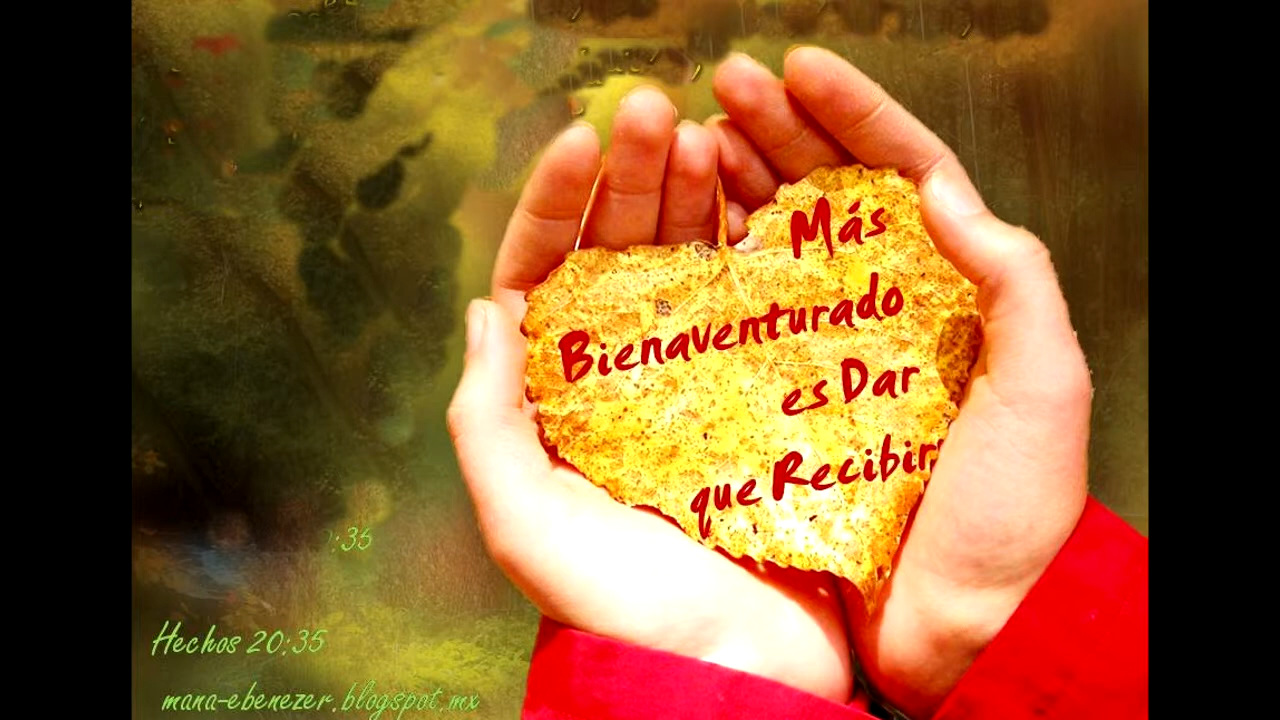 Más
Bienaventurado
es Dar
que Recibir
:35
Hechos 20:35
mana-ebenezer.blogspot.mx